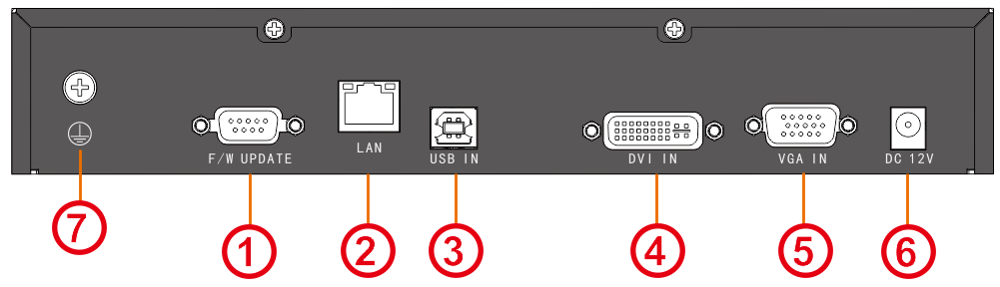 F/W UPDATE
LAN
USB IN
DVI IN
VGA IN
DC 12V
7
1
2
3
4
5
6